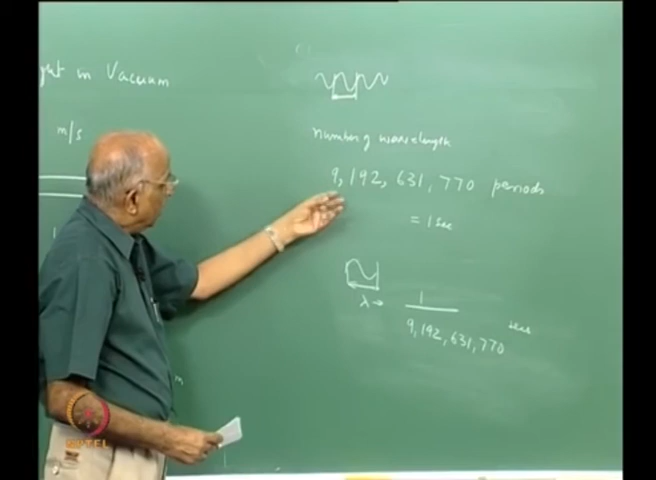 ght in Vacuum
m/s
number of wavelength
9,192,631,770 periods
= 1 sec
λ →
1
9,192,631,770
NPTEL